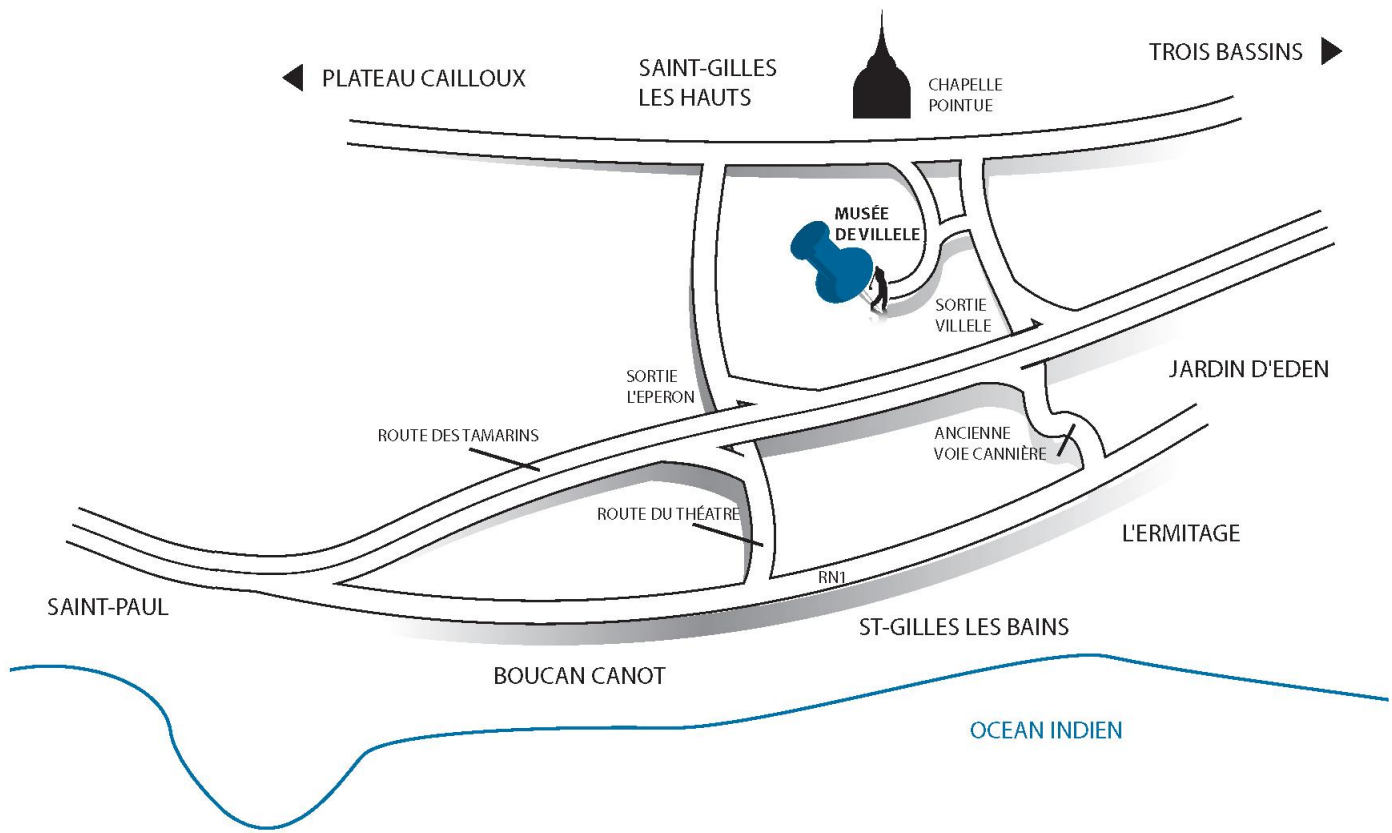 PLATEAU CAILLOUX
SAINT-GILLES
LES HAUTS
CHAPELLE
POINTUE
TROIS BASSINS
MUSÉE
DE VILLELE
SORTIE
VILLELE
SORTIE
L'EPERON
JARDIN D'EDEN
ROUTE DES TAMARINS
ANCIENNE
VOIE CANNIÈRE
ROUTE DU THÉATRE
L'ERMITAGE
RN1
SAINT-PAUL
ST-GILLES LES BAINS
BOUCAN CANOT
OCEAN INDIEN